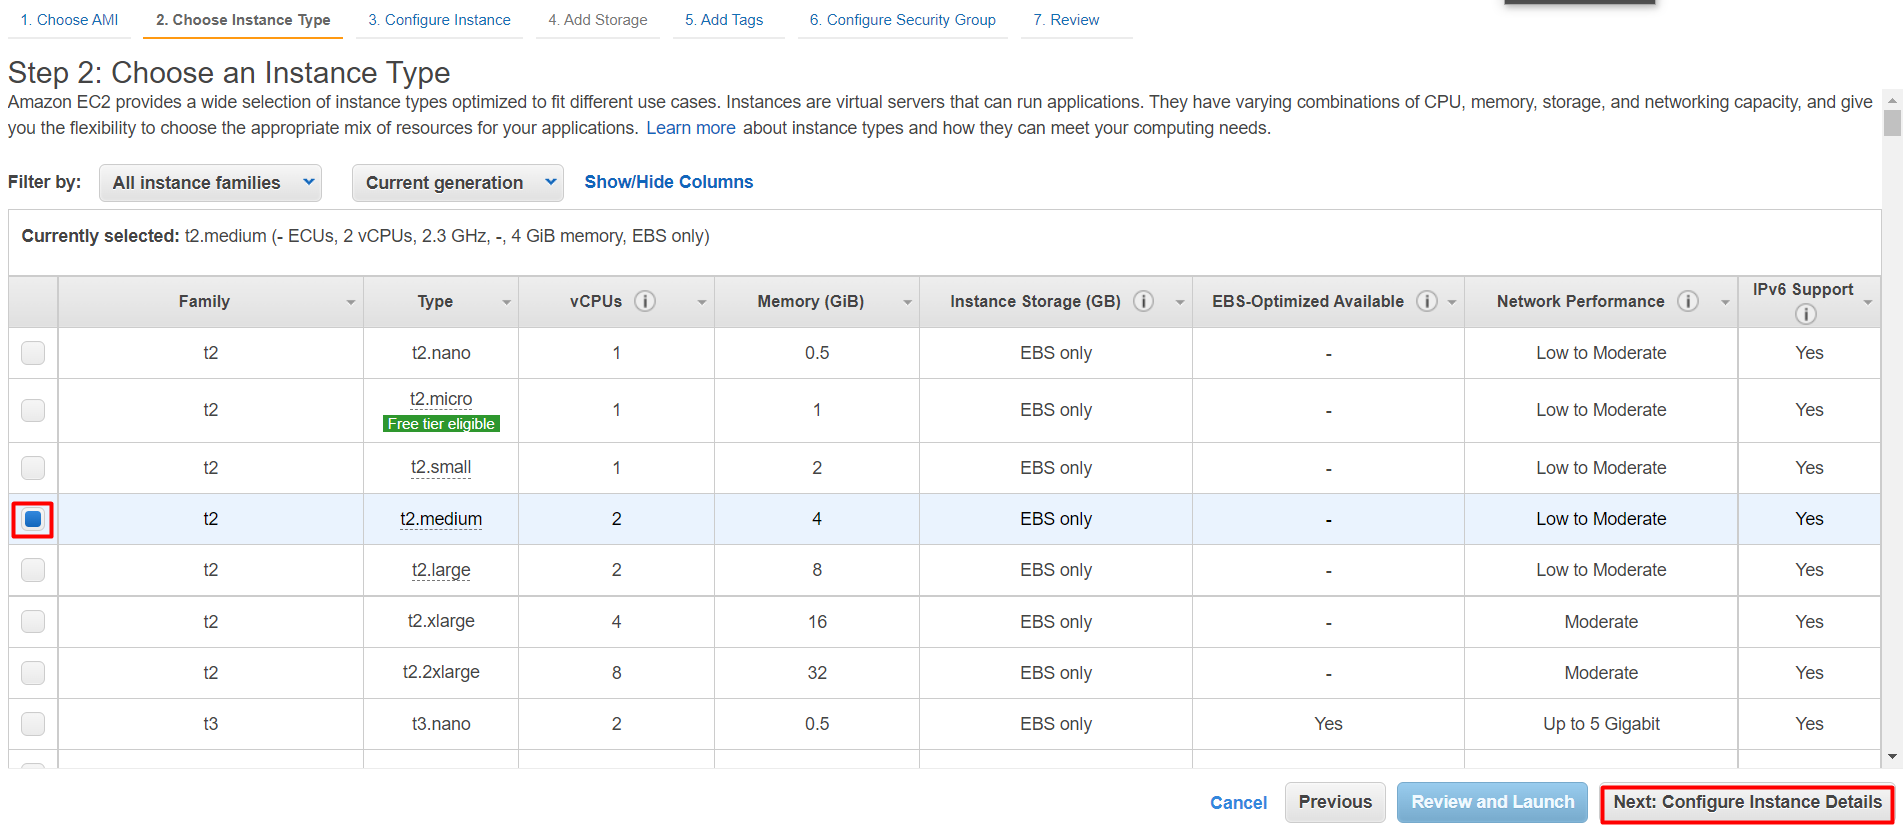 1. Choose AMI 2. Choose Instance Type 3. Configure Instance 4. Add Storage 5. Add Tags 6. Configure Security Group 7. Review
Step 2: Choose an Instance Type
Amazon EC2 provides a wide selection of instance types optimized to fit different use cases. Instances are virtual servers that can run applications. They have varying combinations of CPU, memory, storage, and networking capacity, and give
you the flexibility to choose the appropriate mix of resources for your applications. Learn more about instance types and how they can meet your computing needs.
Filter by: All instance families Current generation Show/Hide Columns
Currently selected: t2.medium (- ECUs, 2 vCPUs, 2.3 GHz, -, 4 GiB memory, EBS only)
Family Type vCPUs Memory (GiB) Instance Storage (GB) EBS-Optimized Available Network Performance IPv6 Support
t2 t2.nano 1 0.5 EBS only - Low to Moderate Yes
t2 t2.micro 1 1 EBS only - Low to Moderate Yes
Free tier eligible
t2 t2.small 1 2 EBS only - Low to Moderate Yes
t2 t2.medium 2 4 EBS only - Low to Moderate Yes
t2 t2.large 2 8 EBS only - Low to Moderate Yes
t2 t2.xlarge 4 16 EBS only - Moderate Yes
t2 t2.2xlarge 8 32 EBS only - Moderate Yes
t3 t3.nano 2 0.5 EBS only Yes Up to 5 Gigabit Yes
Cancel Previous Review and Launch Next: Configure Instance Details